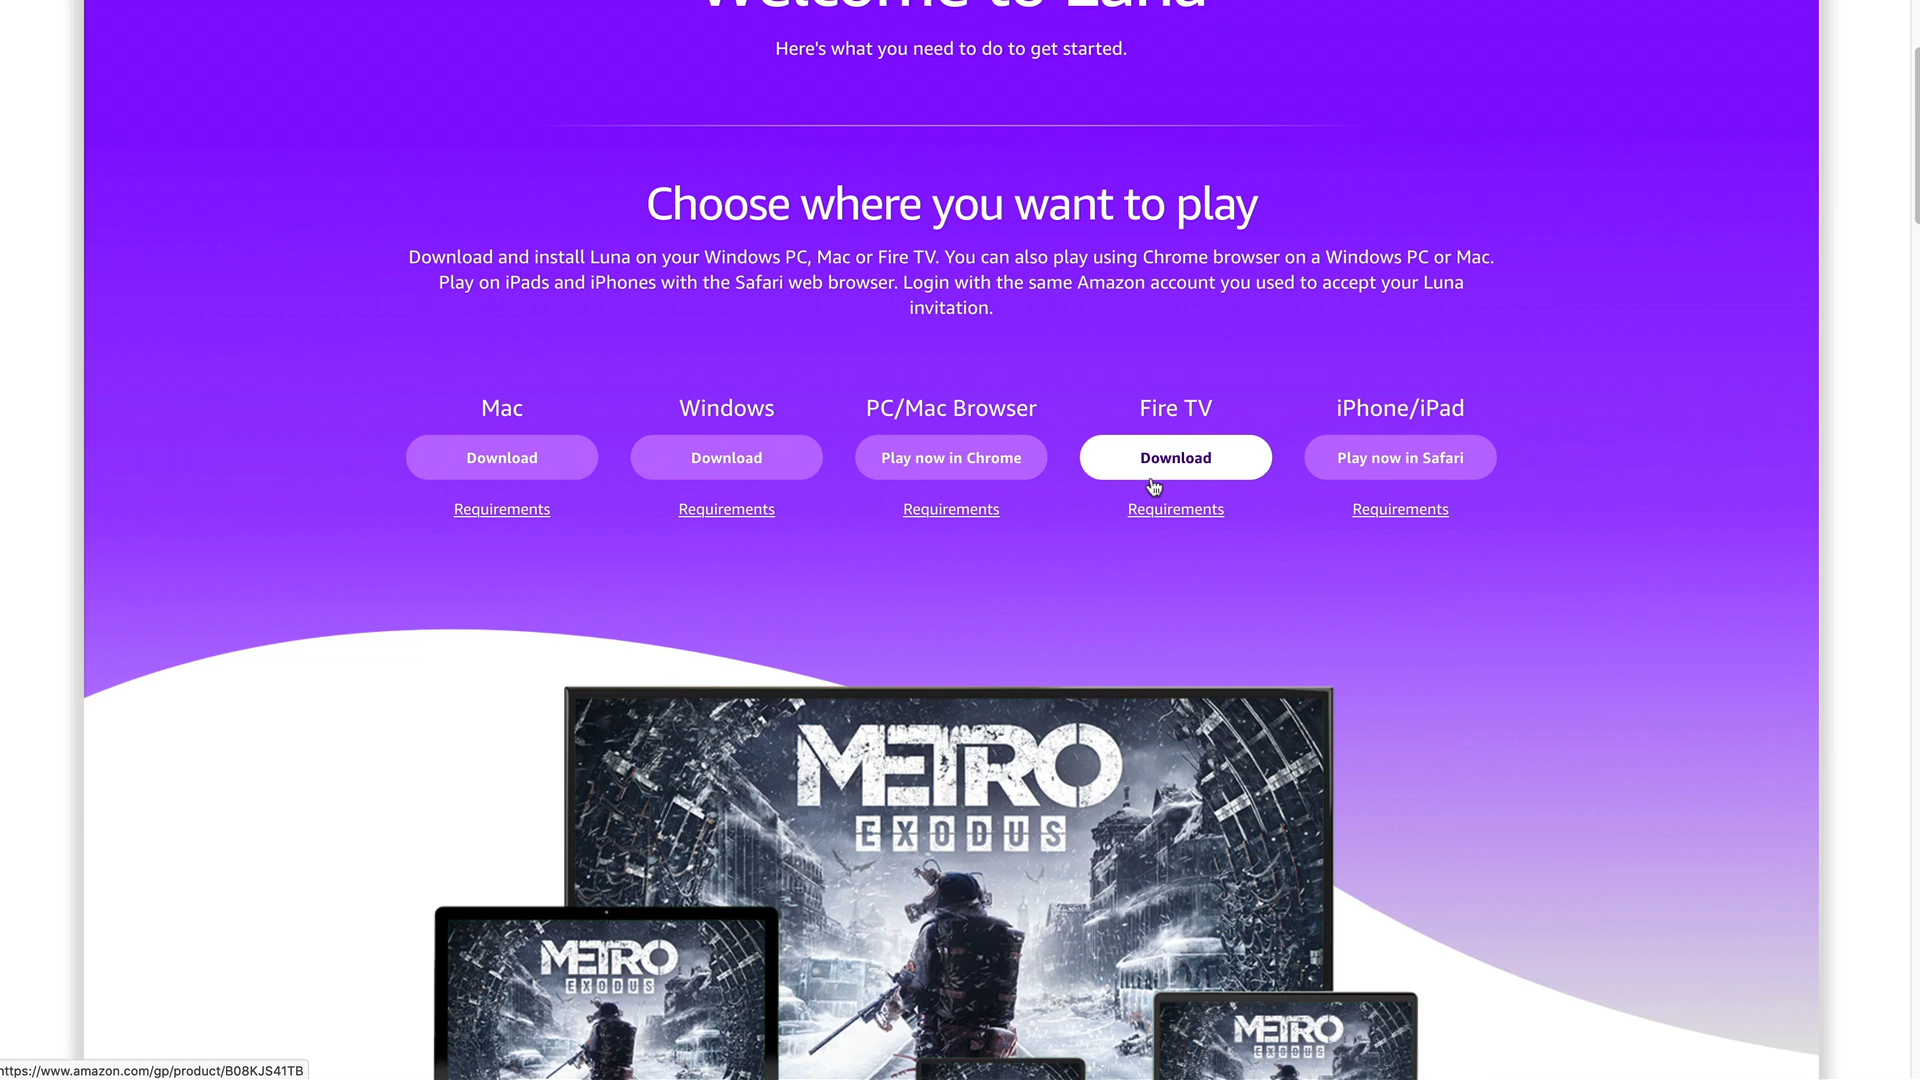 Welcome to Luna
Here's what you need to do to get started.
Choose where you want to play
Download and install Luna on your Windows PC, Mac or Fire TV. You can also play using Chrome browser on a Windows PC or Mac.
Play on iPads and iPhones with the Safari web browser. Login with the same Amazon account you used to accept your Luna
invitation.
Mac
Windows
PC/Mac Browser
Fire TV
iPhone/iPad
Download
Download
Play now in Chrome
Download
Play now in Safari
Requirements
Requirements
Requirements
Requirements
Requirements
METRO
EXODUS
METRO
EXODUS
METRO
EXODUS
https://www.amazon.com/gp/product/B08KJS41TB